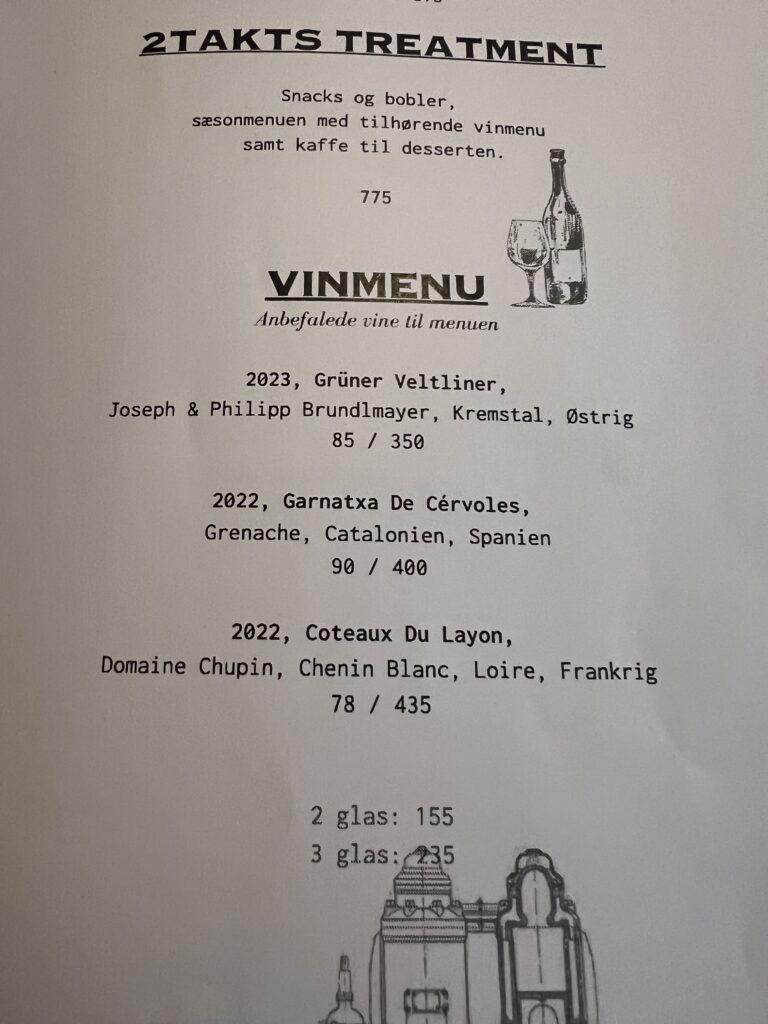 2TAKTS TREATMENT
Snacks og bobler,
sæsonmenuen med tilhørende vinmenu
samt kaffe til desserten.
775
VINMENU
Anbefalede vine til menuen
2023, Grüner Veltliner,
Joseph & Philipp Brundlmayer, Kremstal, Østrig
85 / 350
2022, Garnatxa De Cérvoles,
Grenache, Catalonien, Spanien
90 / 400
2022, Coteaux Du Layon,
Domaine Chupin, Chenin Blanc, Loire, Frankrig
78 / 435
2 glas: 155
3 glas: 235